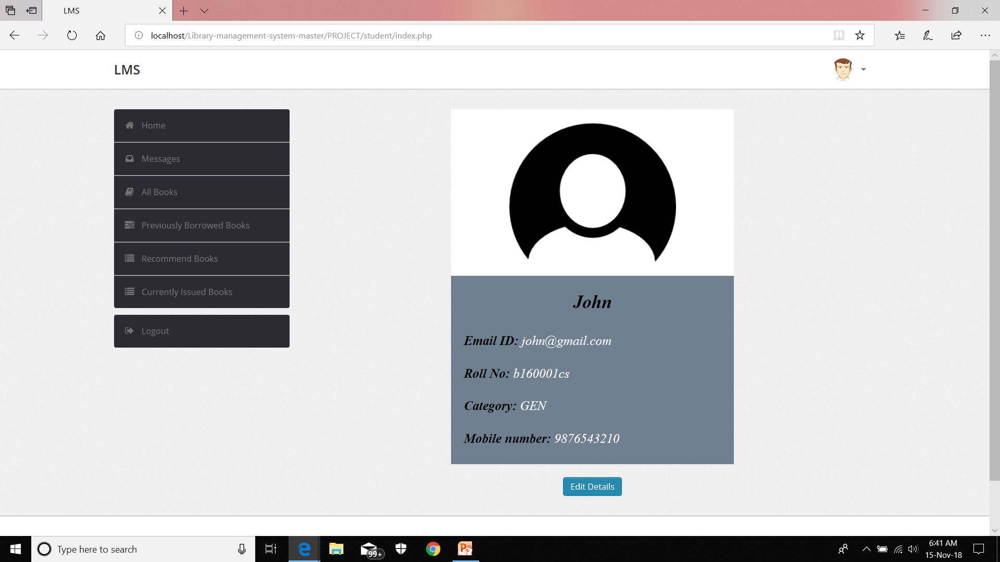 LMS
localhost/Library-management-system-master/PROJECT/student/index.php
LMS
Home
Messages
All Books
Previously Borrowed Books
Recommend Books
Currently Issued Books
Logout
John
Email ID: john@gmail.com
Roll No: b160001cs
Category: GEN
Mobile number: 9876543210
Edit Details
Type here to search
99+
6:41 AM
15-Nov-18